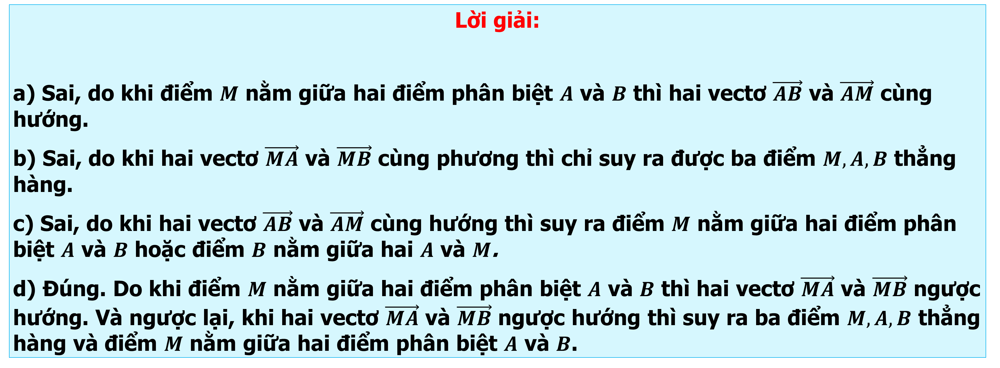 Lời giải:
a) Sai, do khi điểm $M$ nằm giữa hai điểm phân biệt $A$ và $B$ thì hai vectơ $\overrightarrow{AB}$ và $\overrightarrow{AM}$ cùng
hướng.
b) Sai, do khi hai vectơ $\overrightarrow{MA}$ và $\overrightarrow{MB}$ cùng phương thì chỉ suy ra được ba điểm $M, A, B$ thẳng
hàng.
c) Sai, do khi hai vectơ $\overrightarrow{AB}$ và $\overrightarrow{AM}$ cùng hướng thì suy ra điểm $M$ nằm giữa hai điểm phân
biệt $A$ và $B$ hoặc điểm $B$ nằm giữa hai $A$ và $M$.
d) Đúng. Do khi điểm $M$ nằm giữa hai điểm phân biệt $A$ và $B$ thì hai vectơ $\overrightarrow{MA}$ và $\overrightarrow{MB}$ ngược
hướng. Và ngược lại, khi hai vectơ $\overrightarrow{MA}$ và $\overrightarrow{MB}$ ngược hướng thì suy ra ba điểm $M, A, B$ thẳng
hàng và điểm $M$ nằm giữa hai điểm phân biệt $A$ và $B$.